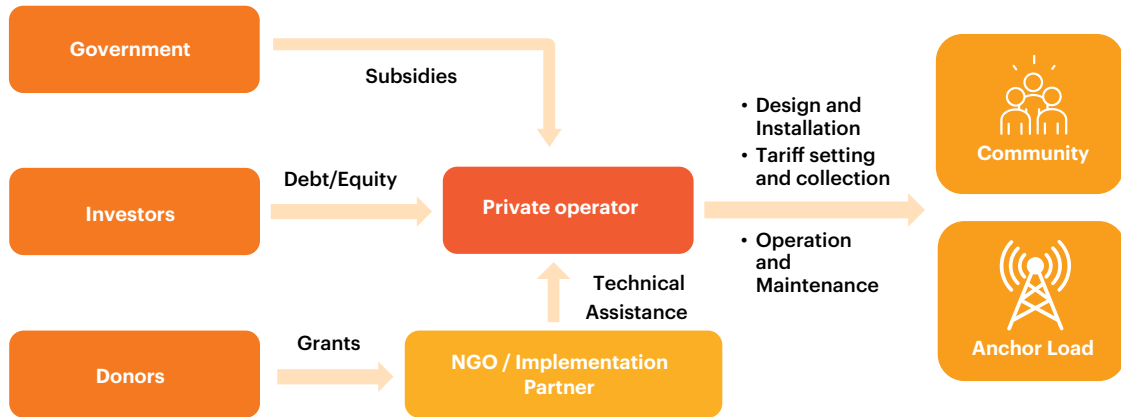 Government
Subsidies
Investors
Debt/Equity
Private operator
Donors
Grants
NGO / Implementation
Partner
Technical
Assistance
• Design and
Installation
• Tariff setting
and collection
• Operation
and
Maintenance
Community
Anchor Load